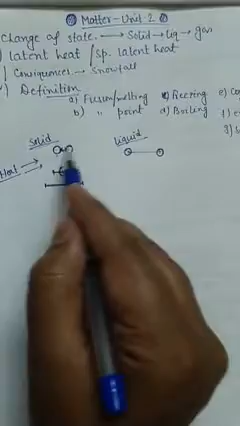 Matter - Unit - 2
Change of state. → Solid → Liq → gas
Latent heat / sp. latent heat
Consequences → Snowfall
Definition
a) Fusion/melting c) Freezing e) Co
b) " point d) Boiling
Solid Liquid
Heat